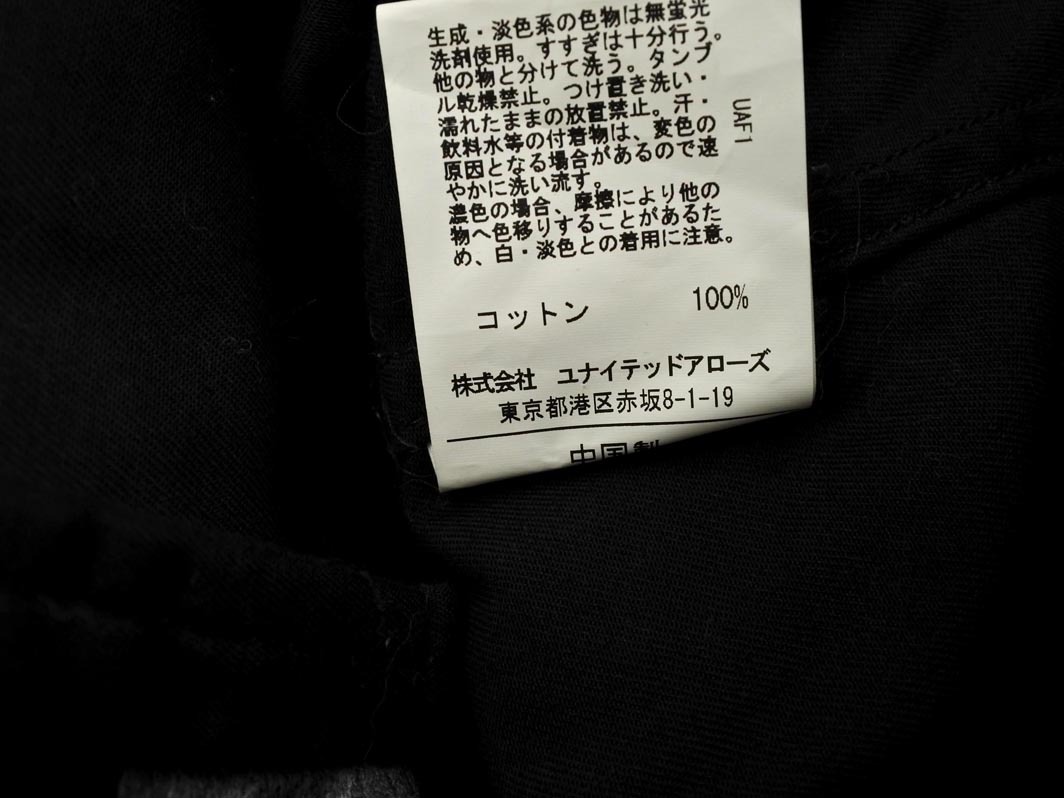 生成・淡色系の色物は無蛍光
洗剤使用。すすぎは十分行う。
他の物と分けて洗う。タンブ
ル乾燥禁止。つけ置き洗い・
濡れたままの放置禁止。汗・
飲料水等の付着物は、変色の
原因となる場合があるので速
やかに洗い流す。
濃色の場合、摩擦により他の
物へ色移りすることがあるた
め、白・淡色との着用に注意。
UAF1
コットン 100%
株式会社 ユナイテッドアローズ
東京都港区赤坂8-1-19
中国製